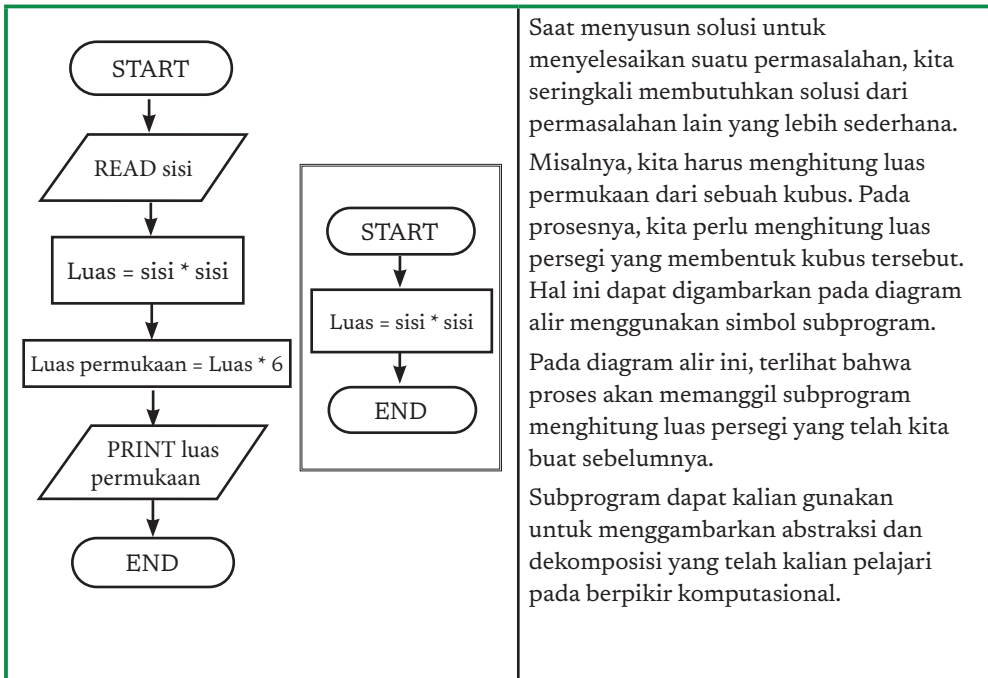 START
READ sisi
Luas = sisi * sisi
Luas permukaan = Luas * 6
PRINT luas
permukaan
END
START
Luas = sisi * sisi
END
Saat menyusun solusi untuk
menyelesaikan suatu permasalahan, kita
seringkali membutuhkan solusi dari
permasalahan lain yang lebih sederhana.
Misalnya, kita harus menghitung luas
permukaan dari sebuah kubus. Pada
prosesnya, kita perlu menghitung luas
persegi yang membentuk kubus tersebut.
Hal ini dapat digambarkan pada diagram
alir menggunakan simbol subprogram.
Pada diagram alir ini, terlihat bahwa
proses akan memanggil subprogram
menghitung luas persegi yang telah kita
buat sebelumnya.
Subprogram dapat kalian gunakan
untuk menggambarkan abstraksi dan
dekomposisi yang telah kalian pelajari
pada berpikir komputasional.